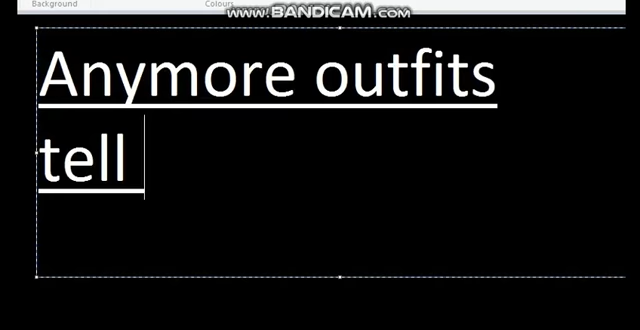 Background Colours
www.BANDICAM.com
Anymore outfits
tell